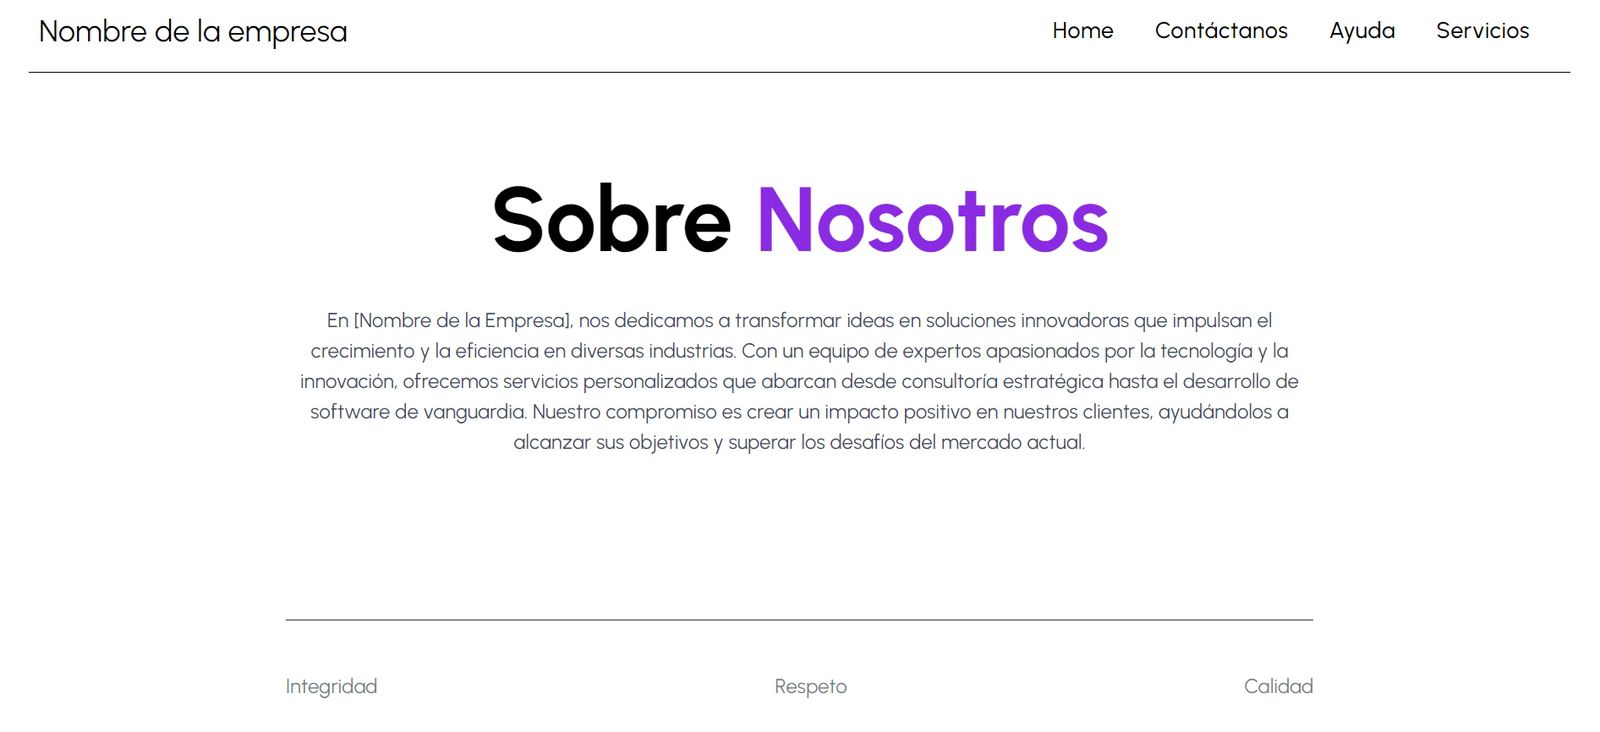 Nombre de la empresa
Home Contáctanos Ayuda Servicios
Sobre Nosotros
En [Nombre de la Empresa], nos dedicamos a transformar ideas en soluciones innovadoras que impulsan el
crecimiento y la eficiencia en diversas industrias. Con un equipo de expertos apasionados por la tecnología y la
innovación, ofrecemos servicios personalizados que abarcan desde consultoría estratégica hasta el desarrollo de
software de vanguardia. Nuestro compromiso es crear un impacto positivo en nuestros clientes, ayudándolos a
alcanzar sus objetivos y superar los desafíos del mercado actual.
Integridad Respeto Calidad